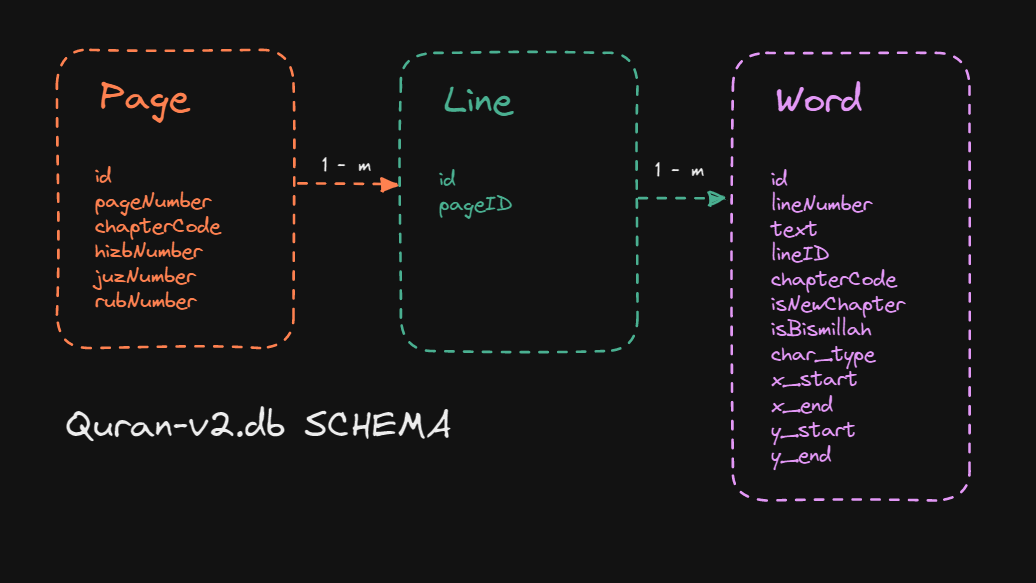 Page
id
pageNumber
chapterCode
hizbNumber
juzNumber
rubNumber
1 - m
Line
id
pageID
1 - m
Word
id
lineNumber
text
lineID
chapterCode
isNewChapter
isBismillah
char_type
x_start
x_end
y_start
y_end
Quran-v2.db SCHEMA